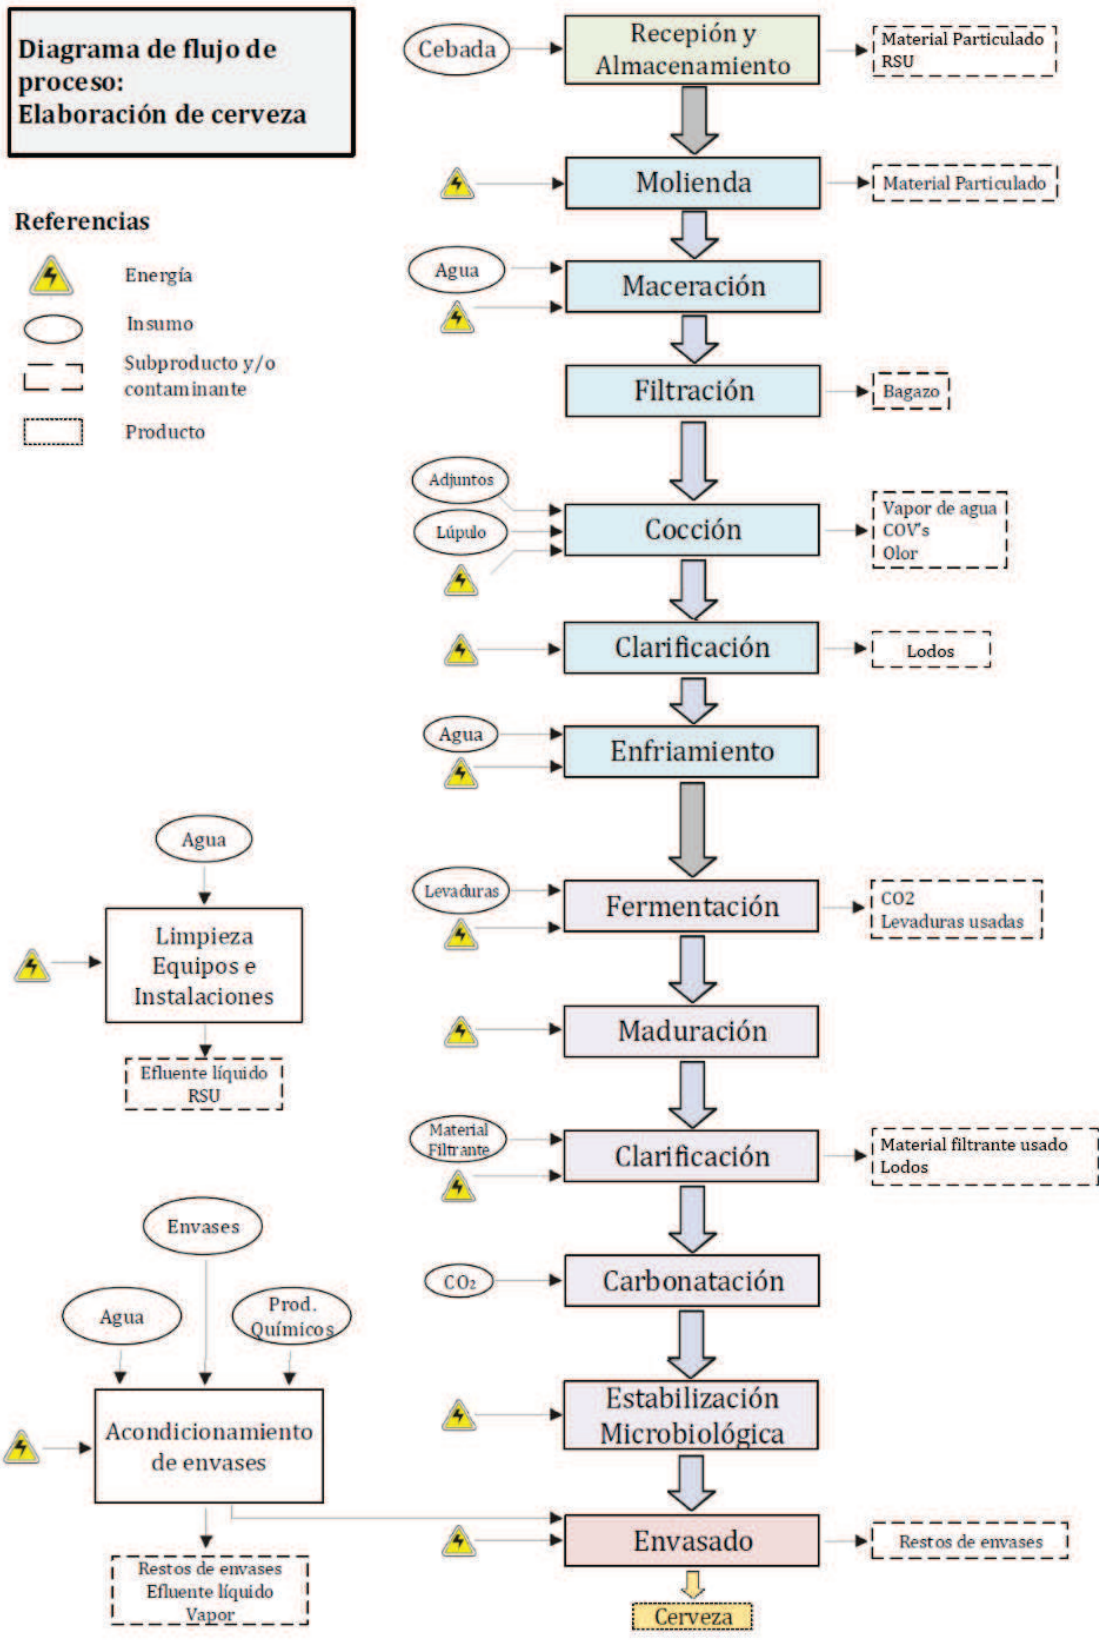 Diagrama de flujo de
proceso:
Elaboración de cerveza
Referencias
Energía
Insumo
Subproducto y/o
contaminante
Producto
Cebada
Recepión y
Almacenamiento
Material Particulado
RSU
Molienda
Material Particulado
Agua
Maceración
Filtración
Bagazo
Adjuntos
Lúpulo
Cocción
Vapor de agua
COV's
Olor
Clarificación
Lodos
Agua
Enfriamiento
Levaduras
Fermentación
CO2
Levaduras usadas
Maduración
Material
Filtrante
Clarificación
Material filtrante usado
Lodos
CO₂
Carbonatación
Estabilización
Microbiológica
Envasado
Restos de envases
Cerveza
Agua
Limpieza
Equipos e
Instalaciones
Efluente líquido
RSU
Envases
Agua
Prod.
Químicos
Acondicionamiento
de envases
Restos de envases
Efluente líquido
Vapor